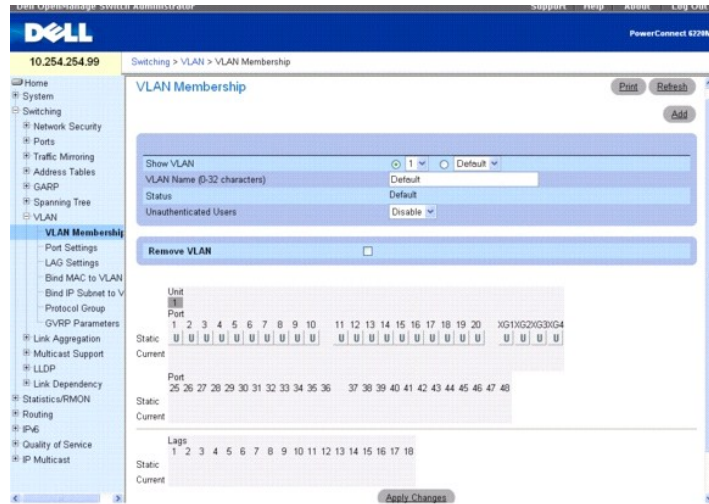 Dell OpenManage Switch Administrator Support Help About Log Out
DELL
PowerConnect 6220M
10.254.254.99
Switching > VLAN > VLAN Membership
Home
System
Switching
Network Security
Ports
Traffic Mirroring
Address Tables
GARP
Spanning Tree
VLAN
VLAN Membership
Port Settings
LAG Settings
Bind MAC to VLAN
Bind IP Subnet to V
Protocol Group
GVRP Parameters
Link Aggregation
Multicast Support
LLDP
Link Dependency
Statistics/RMON
Routing
IPv6
Quality of Service
IP Multicast
VLAN Membership
Print Refresh
Add
Show VLAN 1 Default
VLAN Name (0-32 characters) Default
Status Default
Unauthenticated Users Disable
Remove VLAN
Unit
1
Port
1 2 3 4 5 6 7 8 9 10 11 12 13 14 15 16 17 18 19 20 XG1XG2XG3XG4
Static U U U U U U U U U U U U U U U U U U U U U U U U
Current
Port
25 26 27 28 29 30 31 32 33 34 35 36 37 38 39 40 41 42 43 44 45 46 47 48
Static
Current
Lags
1 2 3 4 5 6 7 8 9 10 11 12 13 14 15 16 17 18
Static
Current
Apply Changes